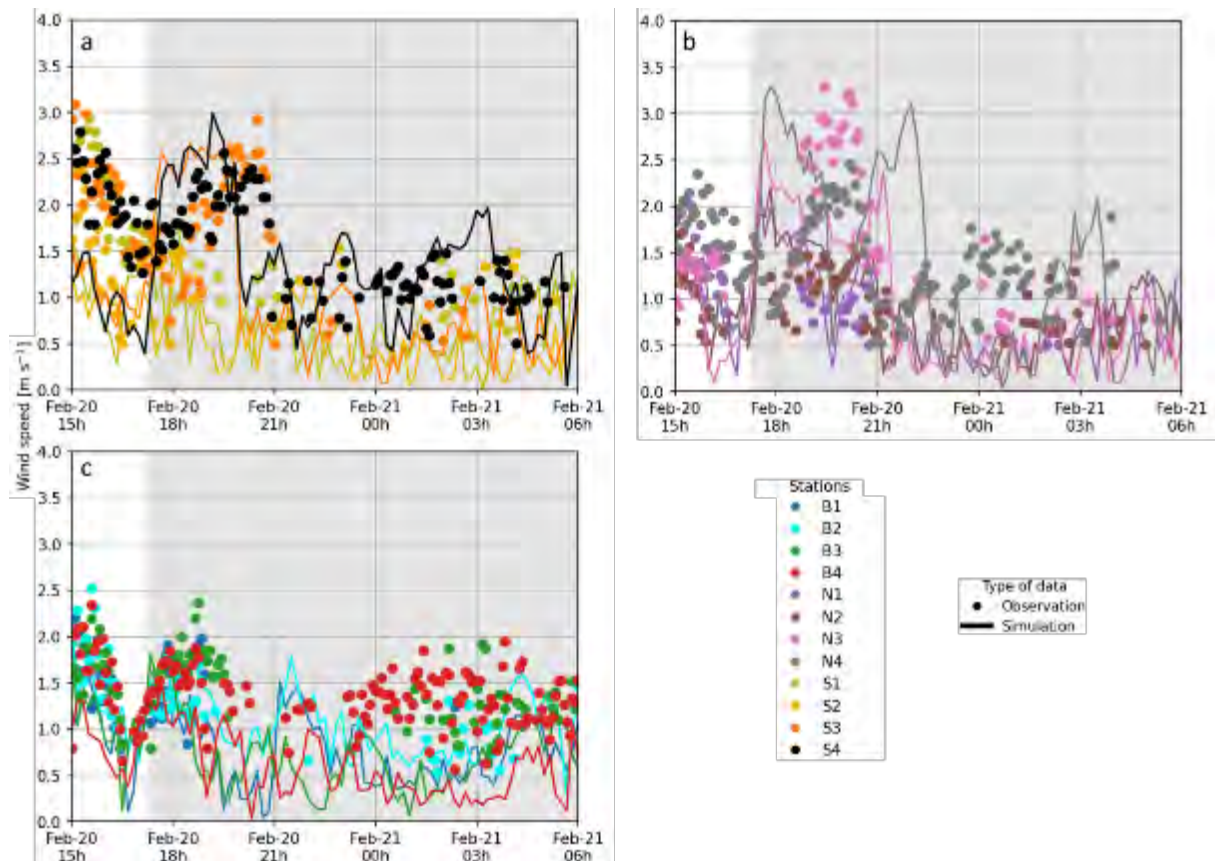 a
4.0
3.5
3.0
2.5
2.0
1.5
1.0
0.5
0.0
Feb-20 Feb-20 Feb-20 Feb-21 Feb-21 Feb-21
15h 18h 21h 00h 03h 06h
b
4.0
3.5
3.0
2.5
2.0
1.5
1.0
0.5
0.0
Feb-20 Feb-20 Feb-20 Feb-21 Feb-21 Feb-21
15h 18h 21h 00h 03h 06h
Wind speed [m s⁻¹]
c
4.0
3.5
3.0
2.5
2.0
1.5
1.0
0.5
0.0
Feb-20 Feb-20 Feb-20 Feb-21 Feb-21 Feb-21
15h 18h 21h 00h 03h 06h
Stations
B1
B2
B3
B4
N1
N2
N3
N4
S1
S2
S3
S4
Type of data
Observation
Simulation